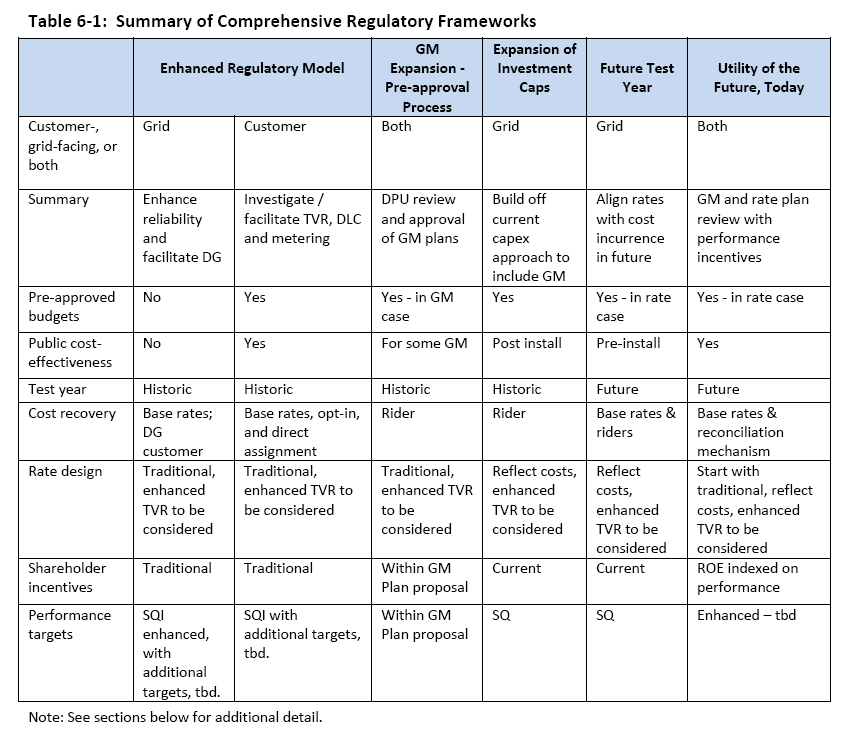 Table 6-1:  Summary of Comprehensive Regulatory Frameworks
Enhanced Regulatory Model
GM
Expansion -
Pre-approval
Process
Expansion of
Investment
Caps
Future Test
Year
Utility of the
Future, Today
Customer-,
grid-facing, or
both
Grid
Customer
Both
Grid
Grid
Both
Summary
Enhance
reliability
and
facilitate DG
Investigate /
facilitate TVR, DLC
and metering
DPU review
and approval
of GM plans
Build off
current
capex
approach to
include GM
Align rates
with cost
incurrence
in future
GM and rate plan
review with
performance
incentives
Pre-approved
budgets
No
Yes
Yes - in GM
case
Yes
Yes - in rate
case
Yes - in rate case
Public cost-
effectiveness
No
Yes
For some GM
Post install
Pre-install
Yes
Test year
Historic
Historic
Historic
Historic
Future
Future
Cost recovery
Base rates;
DG
customer
Base rates, opt-in,
and direct
assignment
Rider
Rider
Base rates &
riders
Base rates &
reconciliation
mechanism
Rate design
Traditional,
enhanced
TVR to be
considered
Traditional,
enhanced TVR to
be considered
Traditional,
enhanced TVR
to be
considered
Reflect costs,
enhanced
TVR to be
considered
Reflect
costs,
enhanced
TVR to be
considered
Start with
traditional, reflect
costs, enhanced
TVR to be
considered
Shareholder
incentives
Traditional
Traditional
Within GM
Plan proposal
Current
Current
ROE indexed on
performance
Performance
targets
SQI
enhanced,
with
additional
targets, tbd.
SQI with
additional targets,
tbd.
Within GM
Plan proposal
SQ
SQ
Enhanced – tbd
Note: See sections below for additional detail.